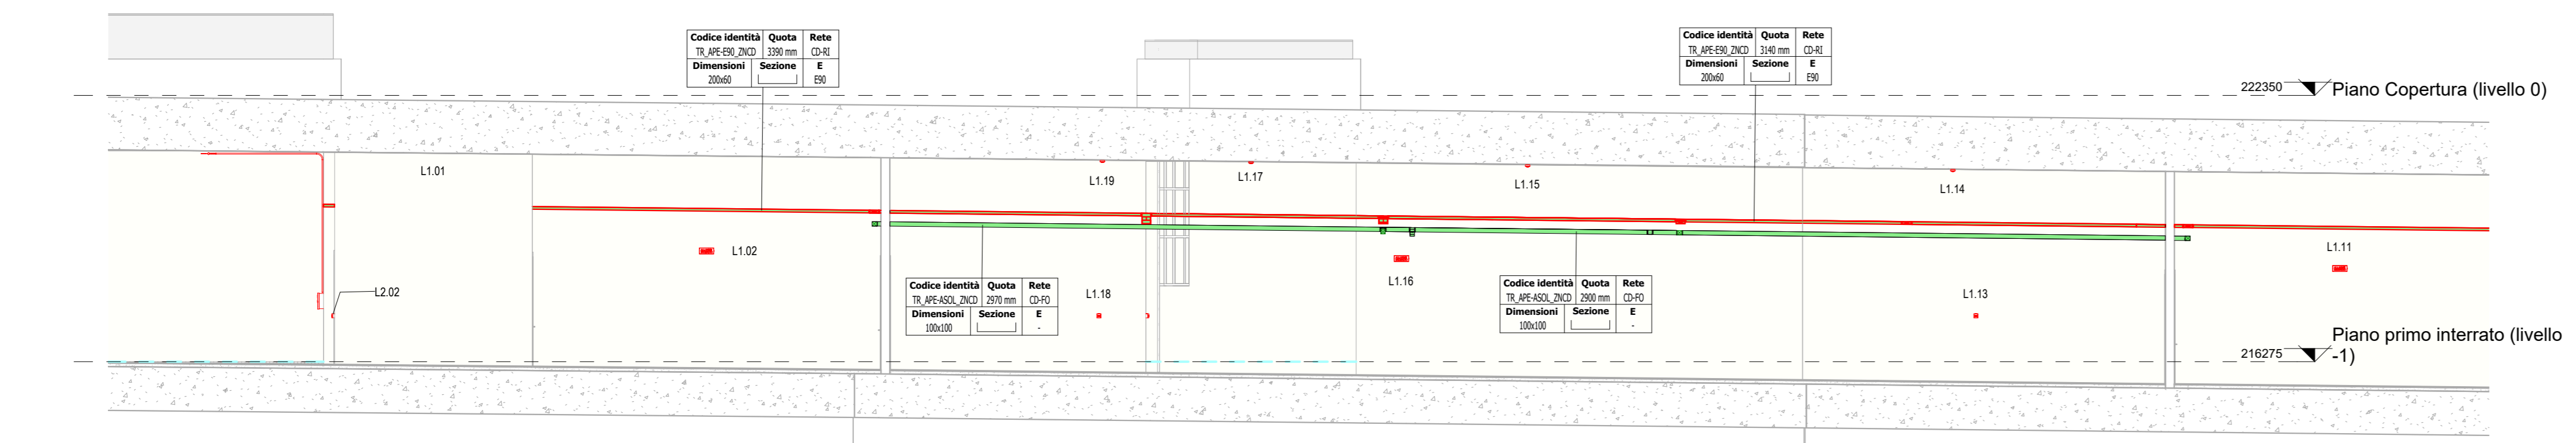 Codice identità Quota Rete
TR_APE-E90_ZNCD 3390 mm CD-RI
Dimensioni Sezione E
200x60 E90
Codice identità Quota Rete
TR_APE-E90_ZNCD 3140 mm CD-RI
Dimensioni Sezione E
200x60 E90
222350 Piano Copertura (livello 0)
L1.01
L1.19
L1.17
L1.15
L1.14
L1.02
L1.11
L1.16
L2.02
L1.18
L1.13
Codice identità Quota Rete
TR_APE-ASOL_ZNCD 2970 mm CD-FO
Dimensioni Sezione E
100x100 -
Codice identità Quota Rete
TR_APE-ASOL_ZNCD 2900 mm CD-FO
Dimensioni Sezione E
100x100 -
Piano primo interrato (livello
216275 -1)